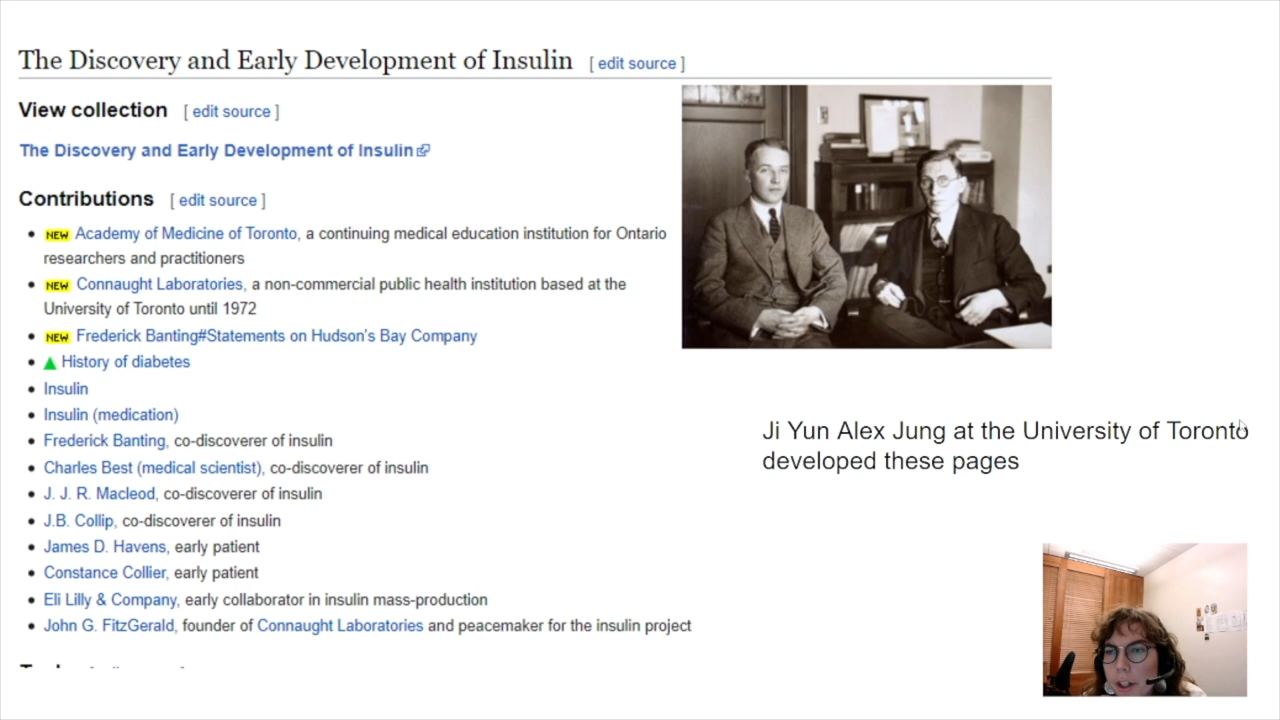 The Discovery and Early Development of Insulin [ edit source ]
View collection [ edit source ]
The Discovery and Early Development of Insulin
Contributions [ edit source ]
NEW Academy of Medicine of Toronto, a continuing medical education institution for Ontario
researchers and practitioners
NEW Connaught Laboratories, a non-commercial public health institution based at the
University of Toronto until 1972
NEW Frederick Banting#Statements on Hudson's Bay Company
History of diabetes
Insulin
Insulin (medication)
Frederick Banting, co-discoverer of insulin
Charles Best (medical scientist), co-discoverer of insulin
J. J. R. Macleod, co-discoverer of insulin
J.B. Collip, co-discoverer of insulin
James D. Havens, early patient
Constance Collier, early patient
Eli Lilly & Company, early collaborator in insulin mass-production
John G. FitzGerald, founder of Connaught Laboratories and peacemaker for the insulin project
Ji Yun Alex Jung at the University of Toronto
developed these pages